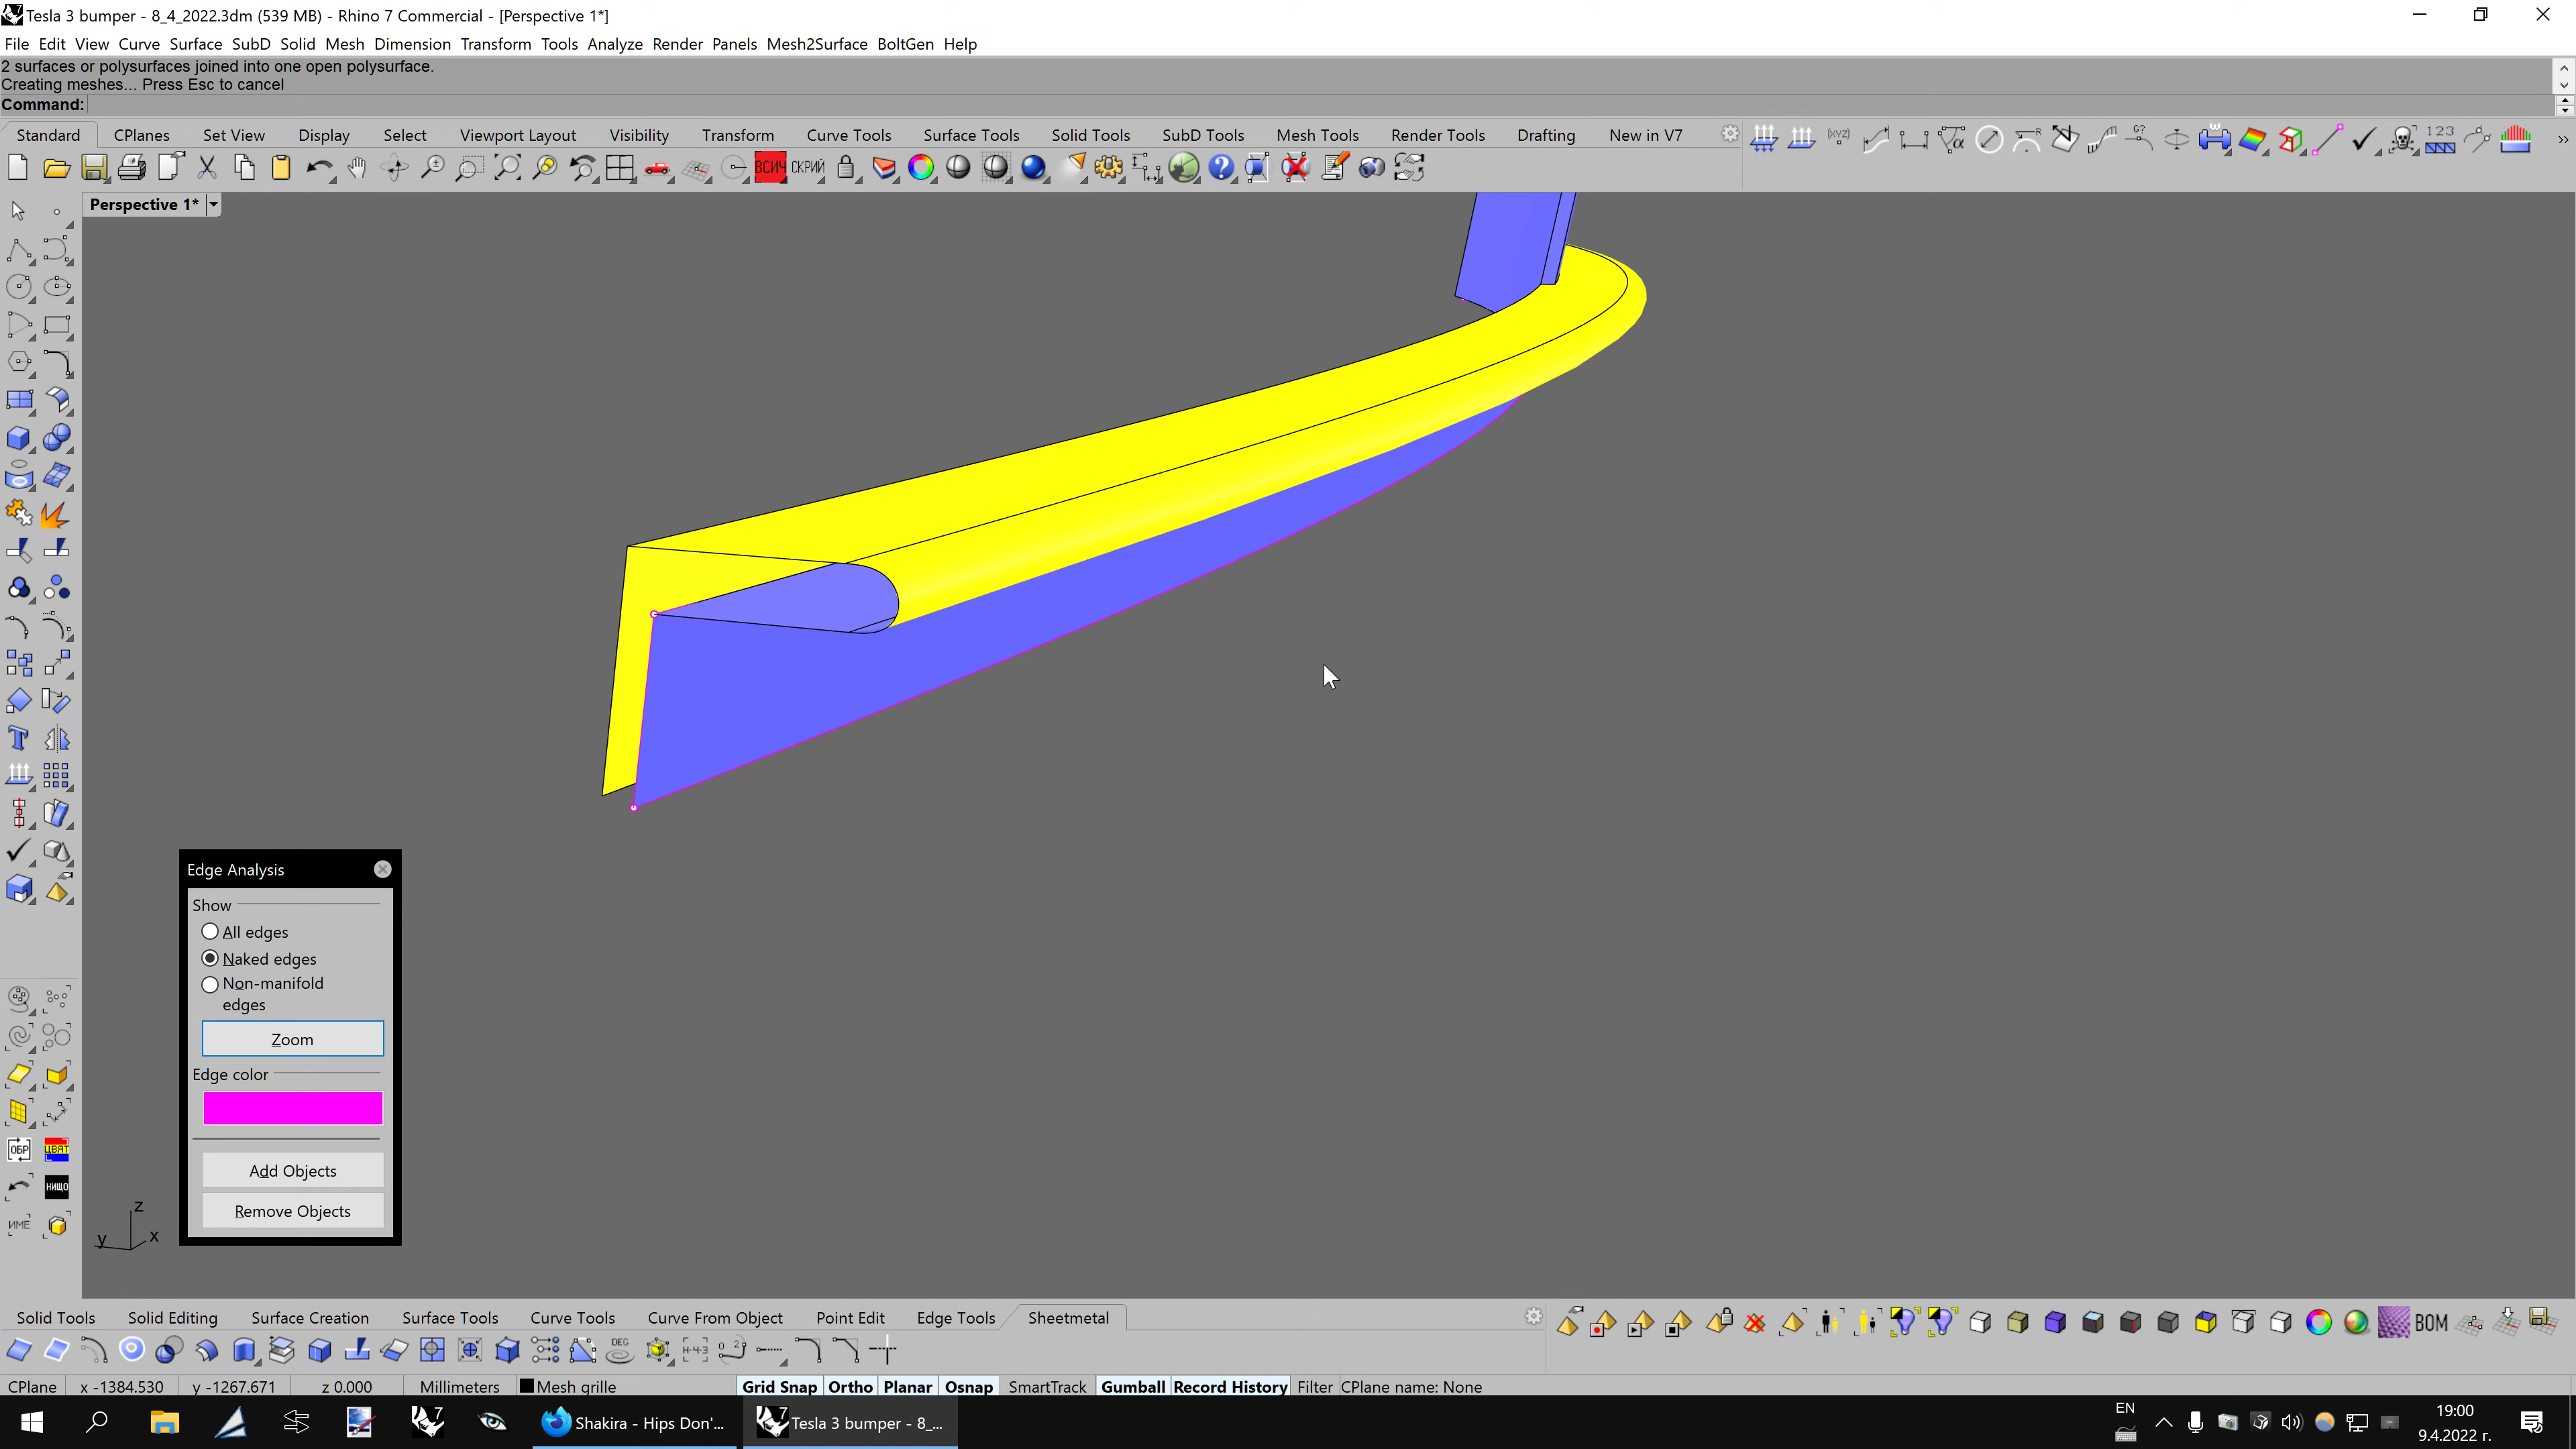 Tesla 3 bumper - 8_4_2022.3dm (539 MB) - Rhino 7 Commercial - [Perspective 1*]
File Edit View Curve Surface SubD Solid Mesh Dimension Transform Tools Analyze Render Panels Mesh2Surface BoltGen Help
2 surfaces or polysurfaces joined into one open polysurface.
Creating meshes... Press Esc to cancel
Command:
Standard CPlanes Set View Display Select Viewport Layout Visibility Transform Curve Tools Surface Tools Solid Tools SubD Tools Mesh Tools Render Tools Drafting New in V7
ВСИЧ СКРИЙ
Perspective 1*
Edge Analysis
Show
All edges
Naked edges
Non-manifold
edges
Zoom
Edge color
Add Objects
Remove Objects
ОБР ЦВЯТ
НИЩО
ИМЕ
z
y x
Solid Tools Solid Editing Surface Creation Surface Tools Curve Tools Curve From Object Point Edit Edge Tools Sheetmetal
BOM
DEG
CPlane x -1384.530 y -1267.671 z 0.000 Millimeters Mesh grille Grid Snap Ortho Planar Osnap SmartTrack Gumball Record History Filter CPlane name: None
Shakira - Hips Don'... Tesla 3 bumper - 8_... EN 19:00
9.4.2022 г.